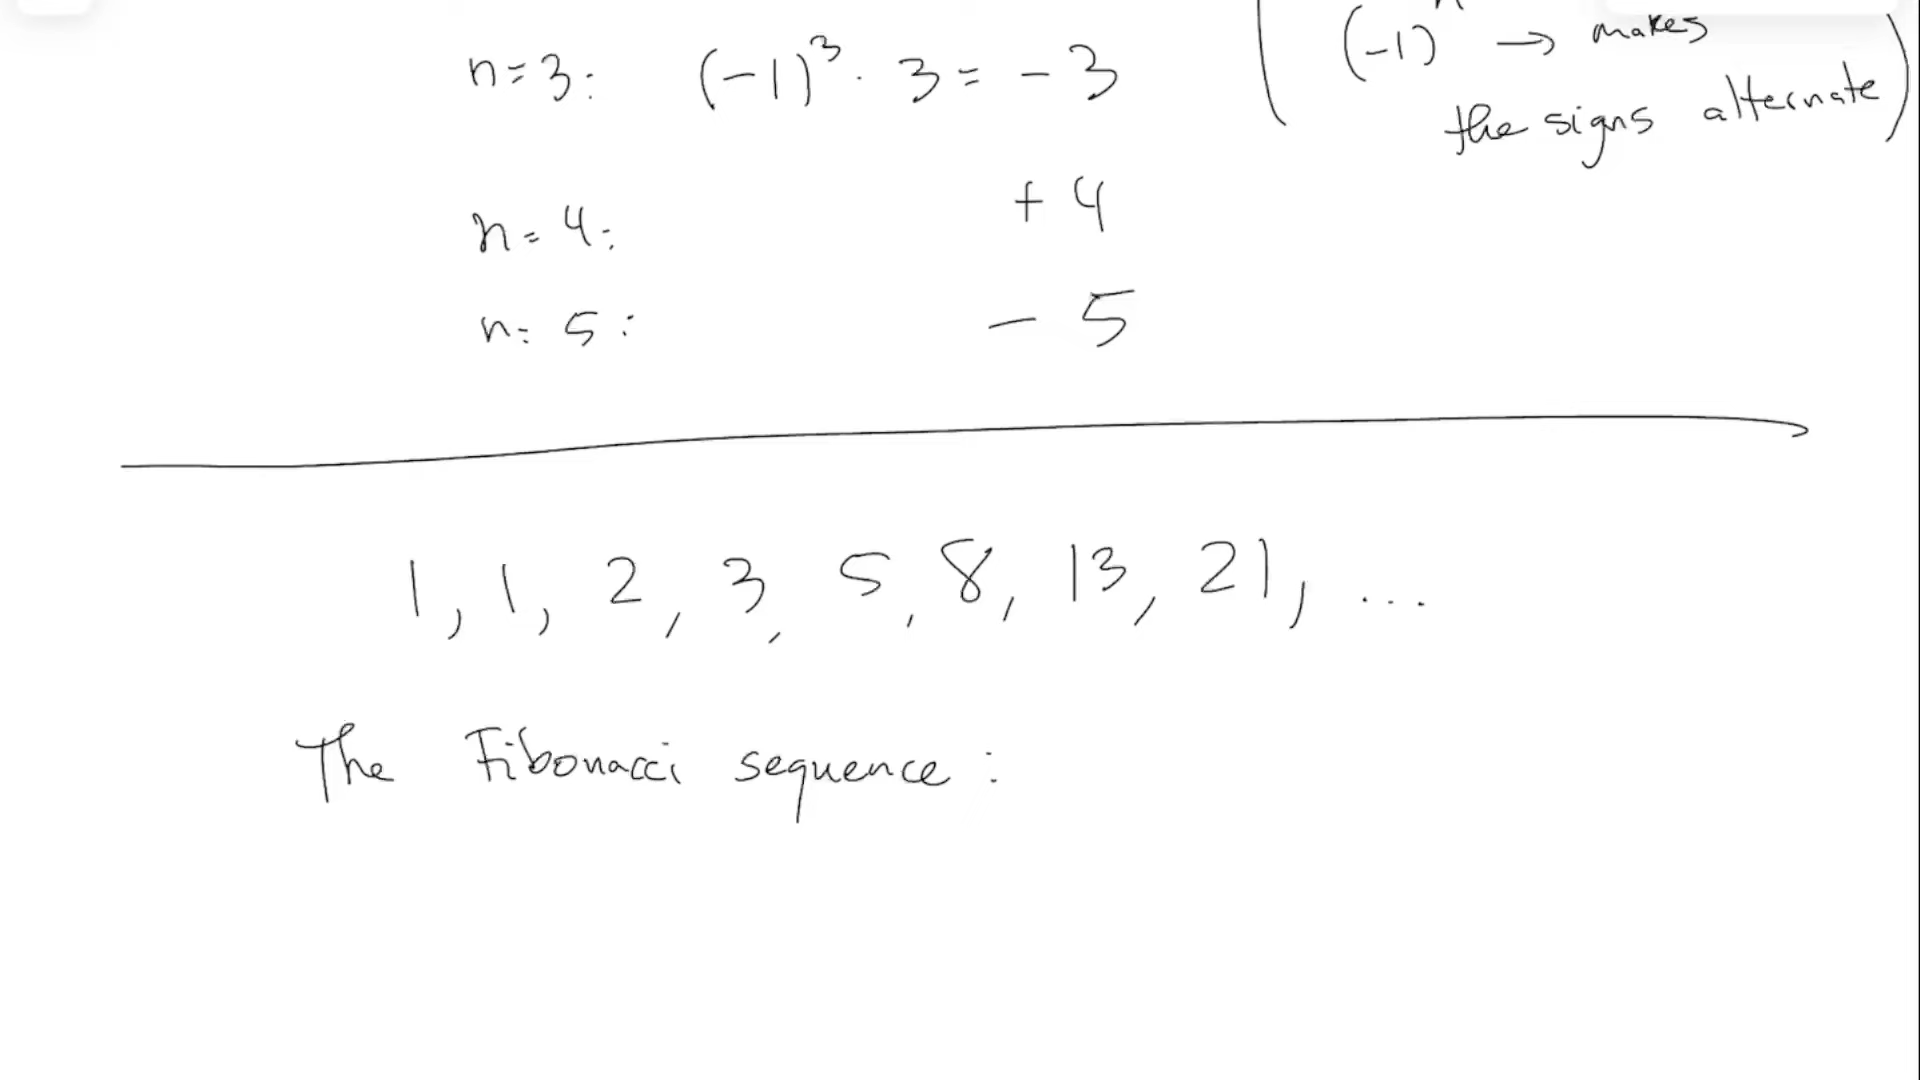 n=3: (-1)³ · 3 = -3
(-1)ⁿ → makes
the signs alternate)
n=4: +4
n=5: -5
1, 1, 2, 3, 5, 8, 13, 21, ...
The Fibonacci sequence: